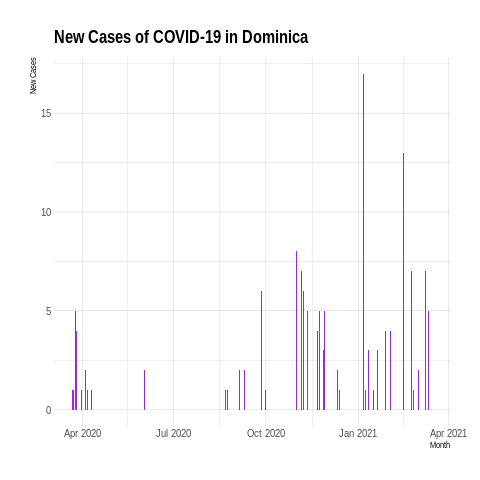 New Cases of COVID-19 in Dominica
New Cases
15
10
5
0
Apr 2020 Jul 2020 Oct 2020 Jan 2021 Apr 2021
Month